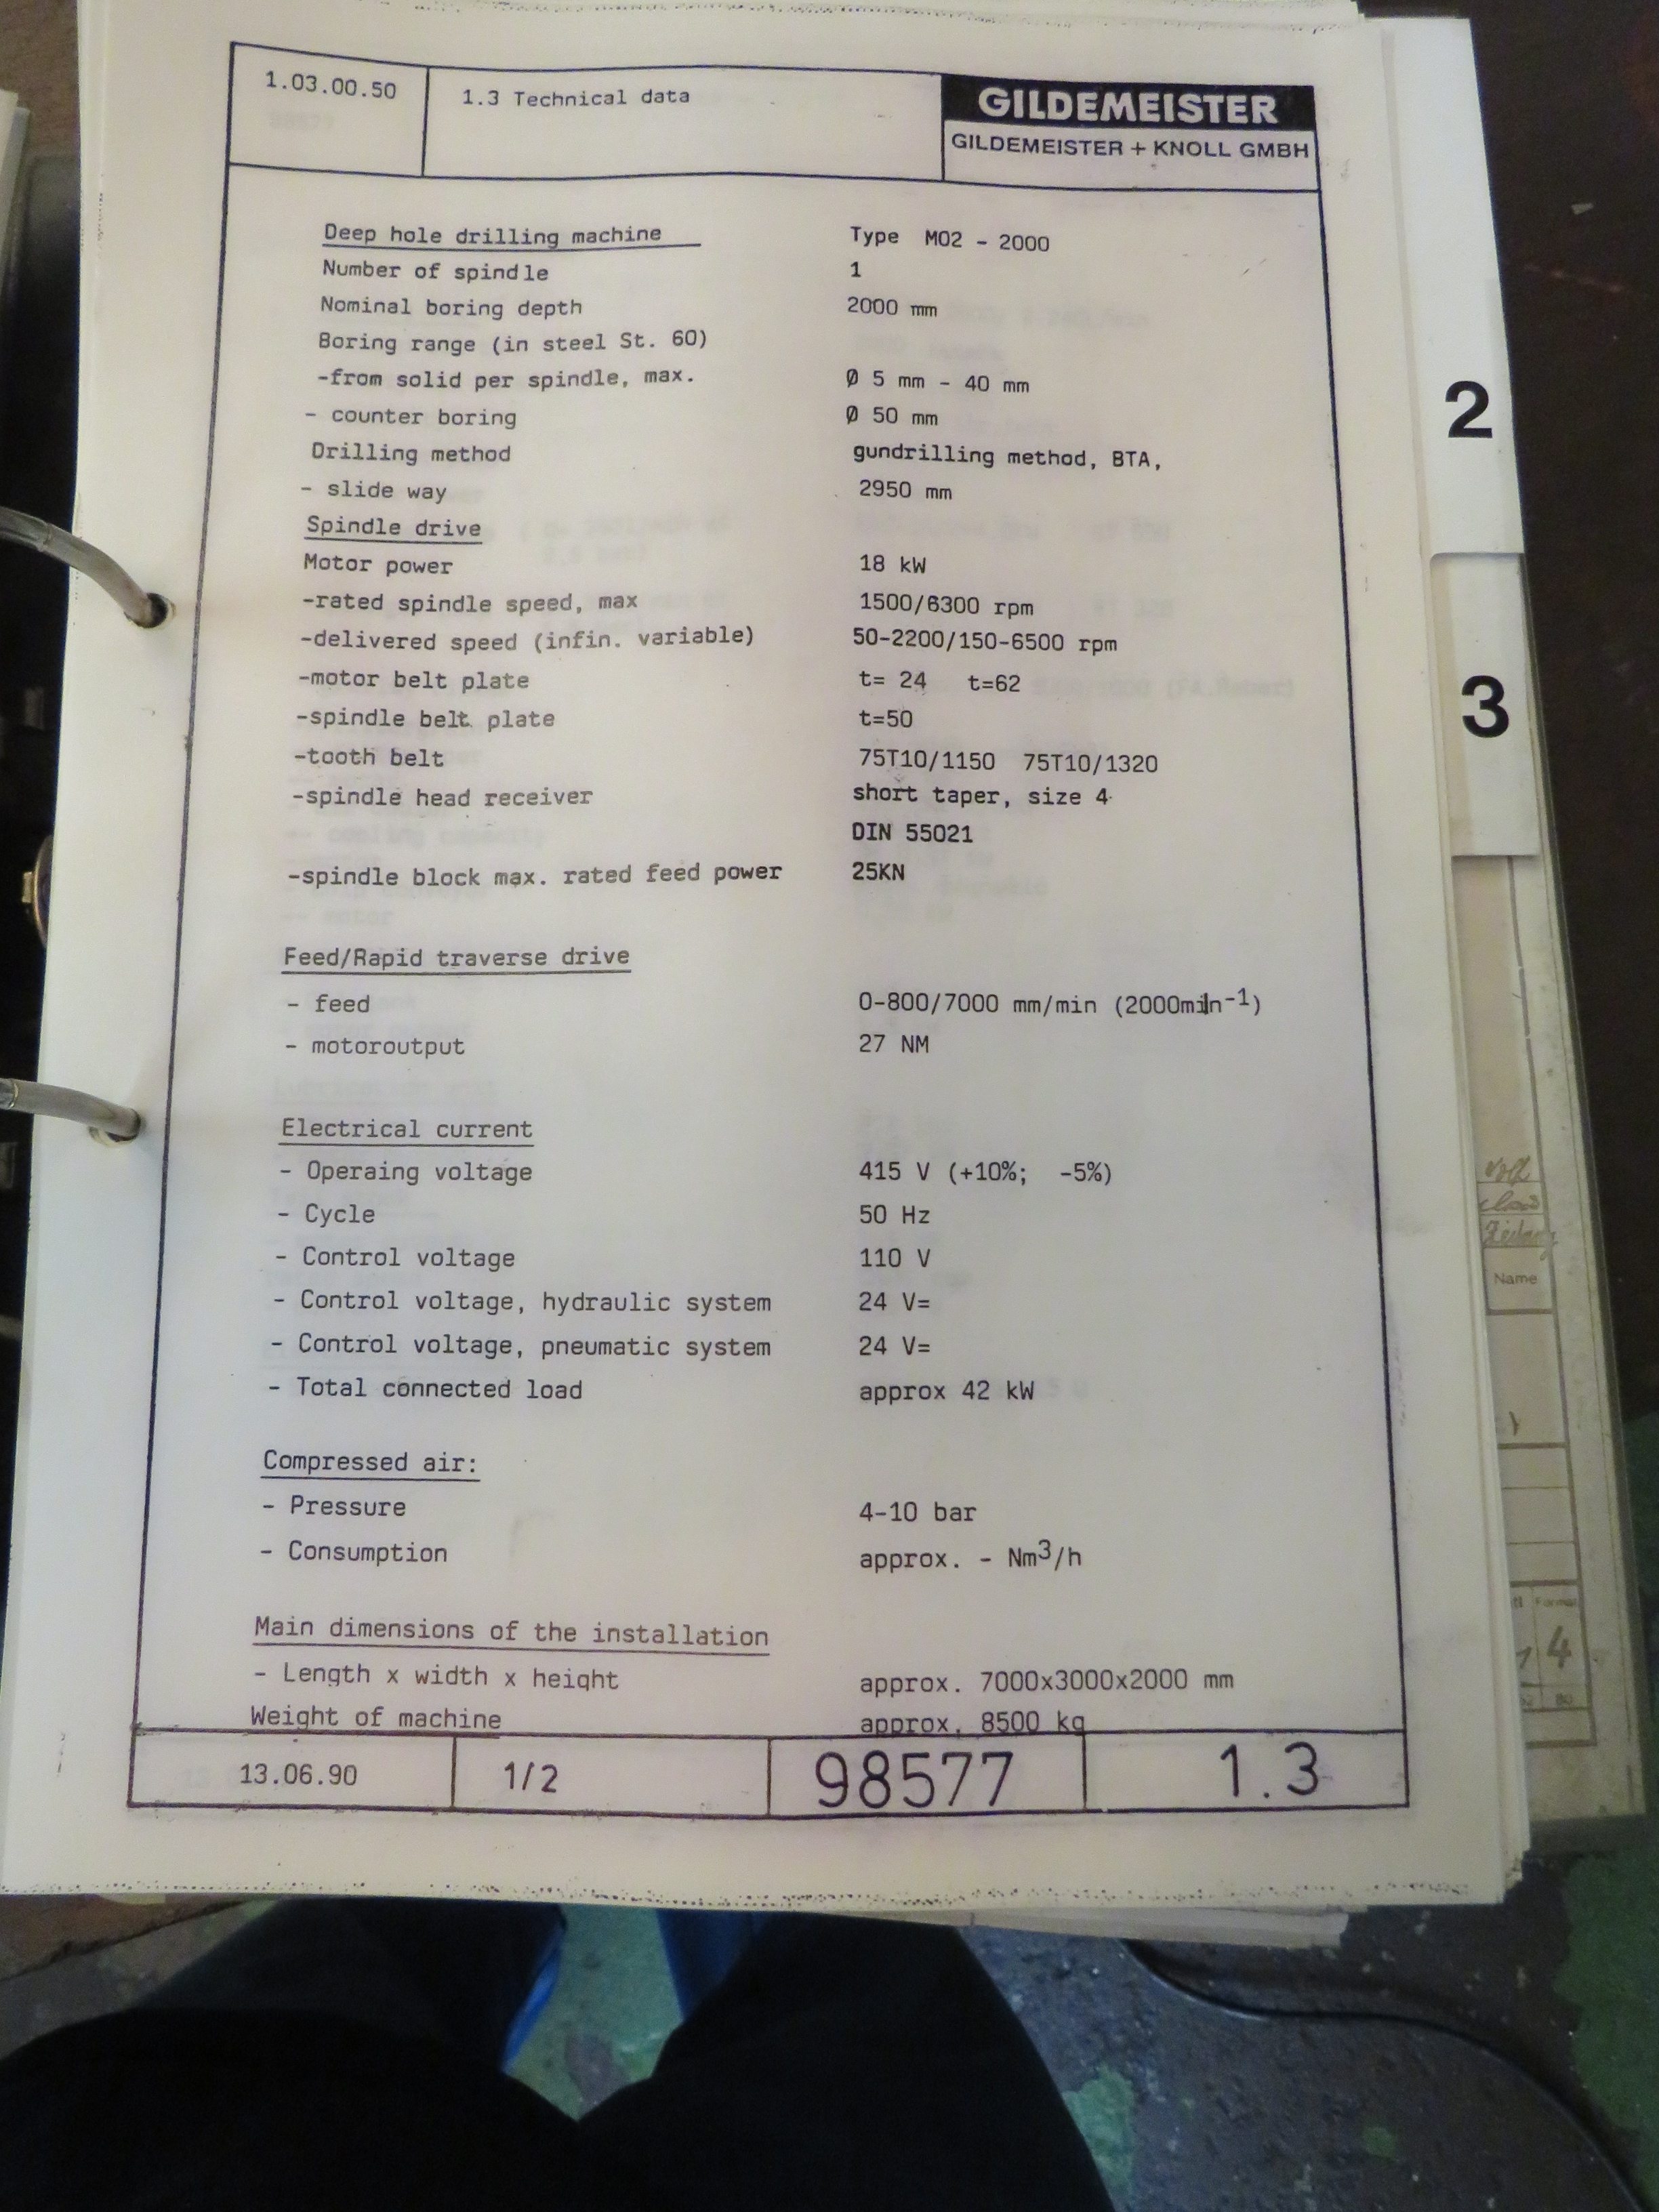 1.03.00.50
1.3 Technical data
GILDEMEISTER
GILDEMEISTER + KNOLL GMBH
Deep hole drilling machine Type MO2 - 2000
Number of spindle 1
Nominal boring depth 2000 mm
Boring range (in steel St. 60)
-from solid per spindle, max. Ø 5 mm - 40 mm
- counter boring Ø 50 mm
Drilling method gundrilling method, BTA,
- slide way 2950 mm
Spindle drive
Motor power 18 kW
-rated spindle speed, max 1500/6300 rpm
-delivered speed (infin. variable) 50-2200/150-6500 rpm
-motor belt plate t= 24 t=62
-spindle belt plate t=50
-tooth belt 75T10/1150 75T10/1320
-spindle head receiver short taper, size 4
DIN 55021
-spindle block max. rated feed power 25KN
Feed/Rapid traverse drive
- feed 0-800/7000 mm/min (2000min-1)
- motoroutput 27 NM
Electrical current
- Operaing voltage 415 V (+10%; -5%)
- Cycle 50 Hz
- Control voltage 110 V
- Control voltage, hydraulic system 24 V=
- Control voltage, pneumatic system 24 V=
- Total connected load approx 42 kW
Compressed air:
- Pressure 4-10 bar
- Consumption approx. - Nm3/h
Main dimensions of the installation
- Length x width x height approx. 7000x3000x2000 mm
Weight of machine approx. 8500 kg
13.06.90 1/2 98577 1.3
2
3
Name
4